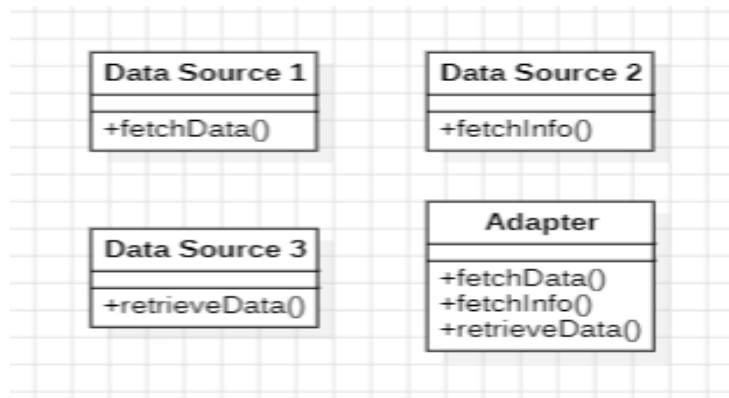 Data Source 1
+fetchData()
Data Source 2
+fetchInfo()
Data Source 3
+retrieveData()
Adapter
+fetchData()
+fetchInfo()
+retrieveData()